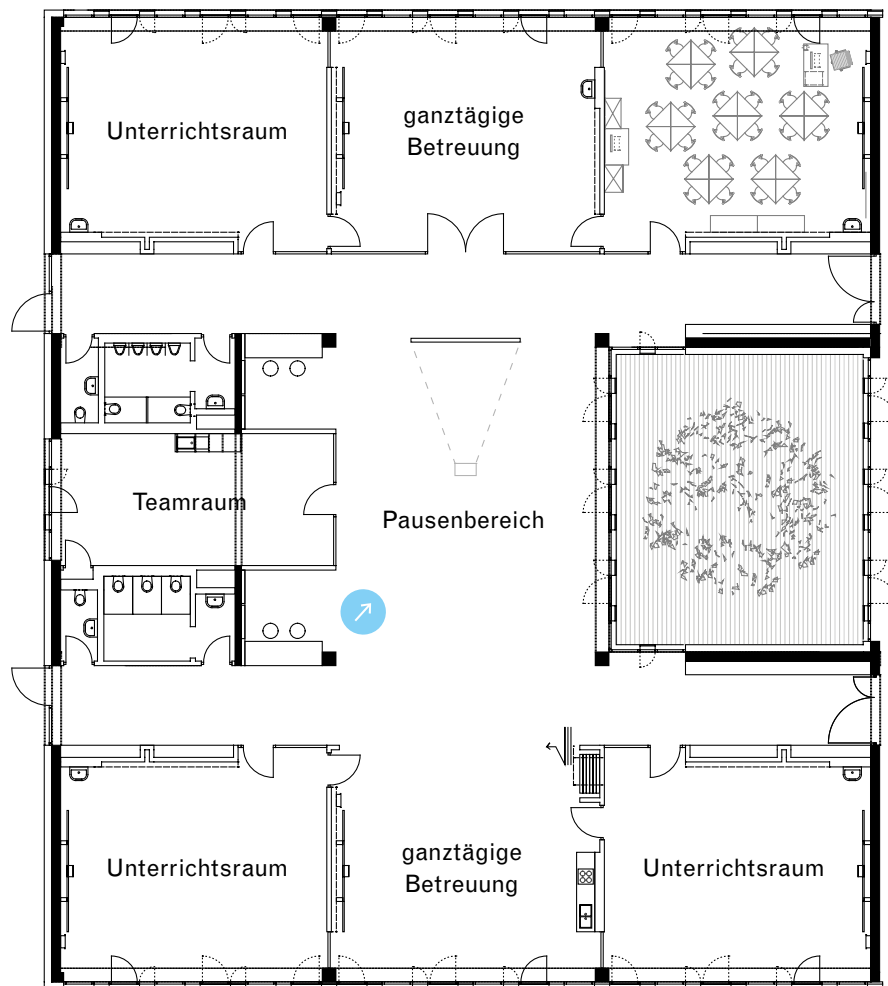 Unterrichtsraum
ganztägige
Betreuung
Teamraum
Pausenbereich
Unterrichtsraum
ganztägige
Betreuung
Unterrichtsraum